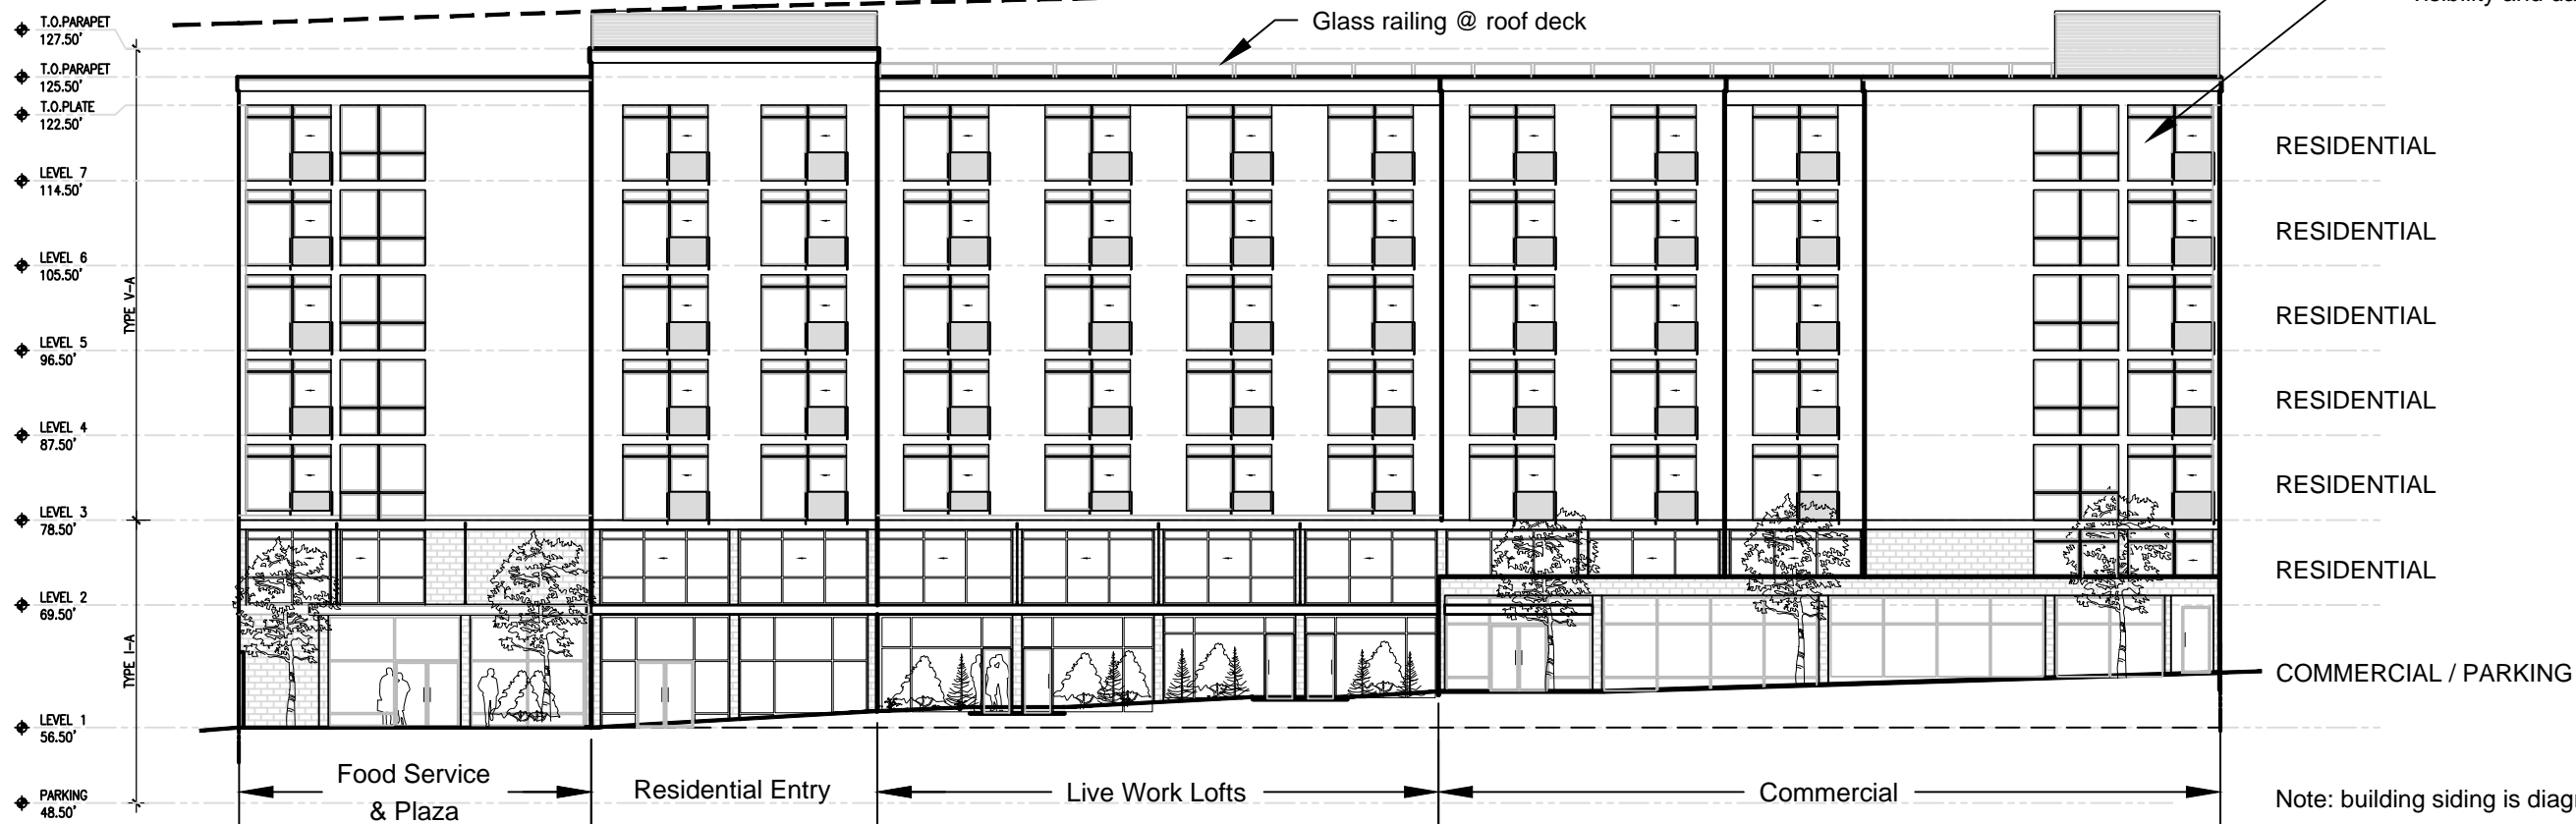 T.O.PARAPET
127.50'
T.O.PARAPET
125.50'
T.O.PLATE
122.50'
LEVEL 7
114.50'
LEVEL 6
105.50'
LEVEL 5
96.50'
LEVEL 4
87.50'
LEVEL 3
78.50'
LEVEL 2
69.50'
LEVEL 1
56.50'
PARKING
48.50'
TYPE V-A
TYPE I-A
Glass railing @ roof deck
RESIDENTIAL
RESIDENTIAL
RESIDENTIAL
RESIDENTIAL
RESIDENTIAL
RESIDENTIAL
COMMERCIAL / PARKING
Food Service
& Plaza
Residential Entry
Live Work Lofts
Commercial
Note: building siding is